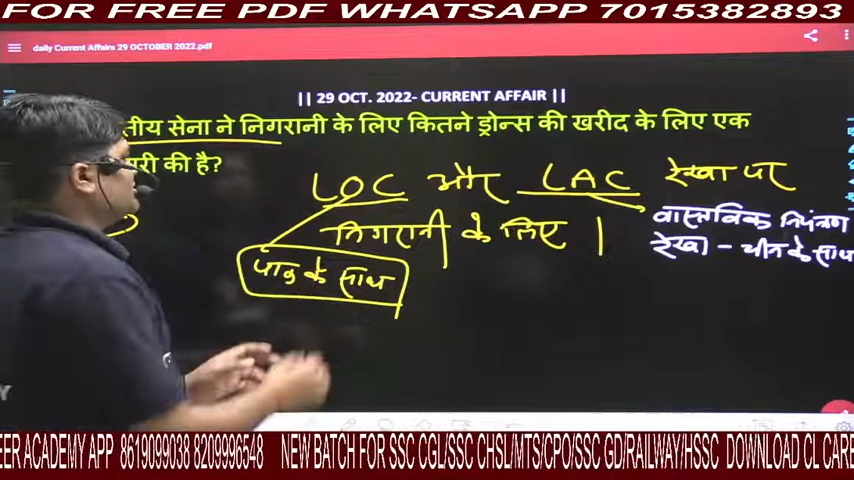 FOR FREE PDF WHATSAPP 7015382893
daily Current Affairs 29 OCTOBER 2022.pdf
|| 29 OCT. 2022- CURRENT AFFAIR ||
तीय सेना ने निगरानी के लिए कितने ड्रोन्स की खरीद के लिए एक
री की है?
LOC और LAC रेखा पर
निगरानी के लिए |
वास्तविक नियंत्रण
रेखा - चीन के साथ
पाक के साथ
EER ACADEMY APP 8619099038 8209996548 NEW BATCH FOR SSC CGL/SSC CHSL/MTS/CPO/SSC GD/RAILWAY/HSSC DOWNLOAD CL CARE